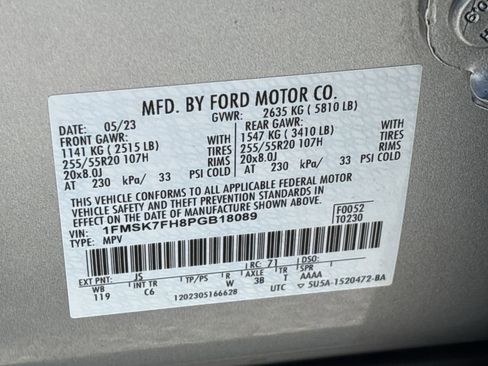 MFD. BY FORD MOTOR CO.
DATE: 05/23 GVWR: 2635 KG ( 5810 LB)
FRONT GAWR: REAR GAWR:
1141 KG ( 2515 LB) WITH 1547 KG ( 3410 LB) WITH
255/55R20 107H TIRES 255/55R20 107H TIRES
20x8.0J RIMS 20x8.0J RIMS
AT 230 kPa/ 33 PSI COLD AT 230 kPa/ 33 PSI COLD
THIS VEHICLE CONFORMS TO ALL APPLICABLE FEDERAL MOTOR
VEHICLE SAFETY AND THEFT PREVENTION STANDARDS IN
EFFECT ON THE DATE OF MANUFACTURE SHOWN ABOVE.
VIN: 1FMSK7FH8PGB18089 F0052
TYPE: MPV T0230
EXT PNT: JS RC: 71 DSO:
WB INT TR TP/PS R AXLE TR SPR
119 C6 W 3B T AAAA
1202305166628 UTC 5U5A-1520472-BA